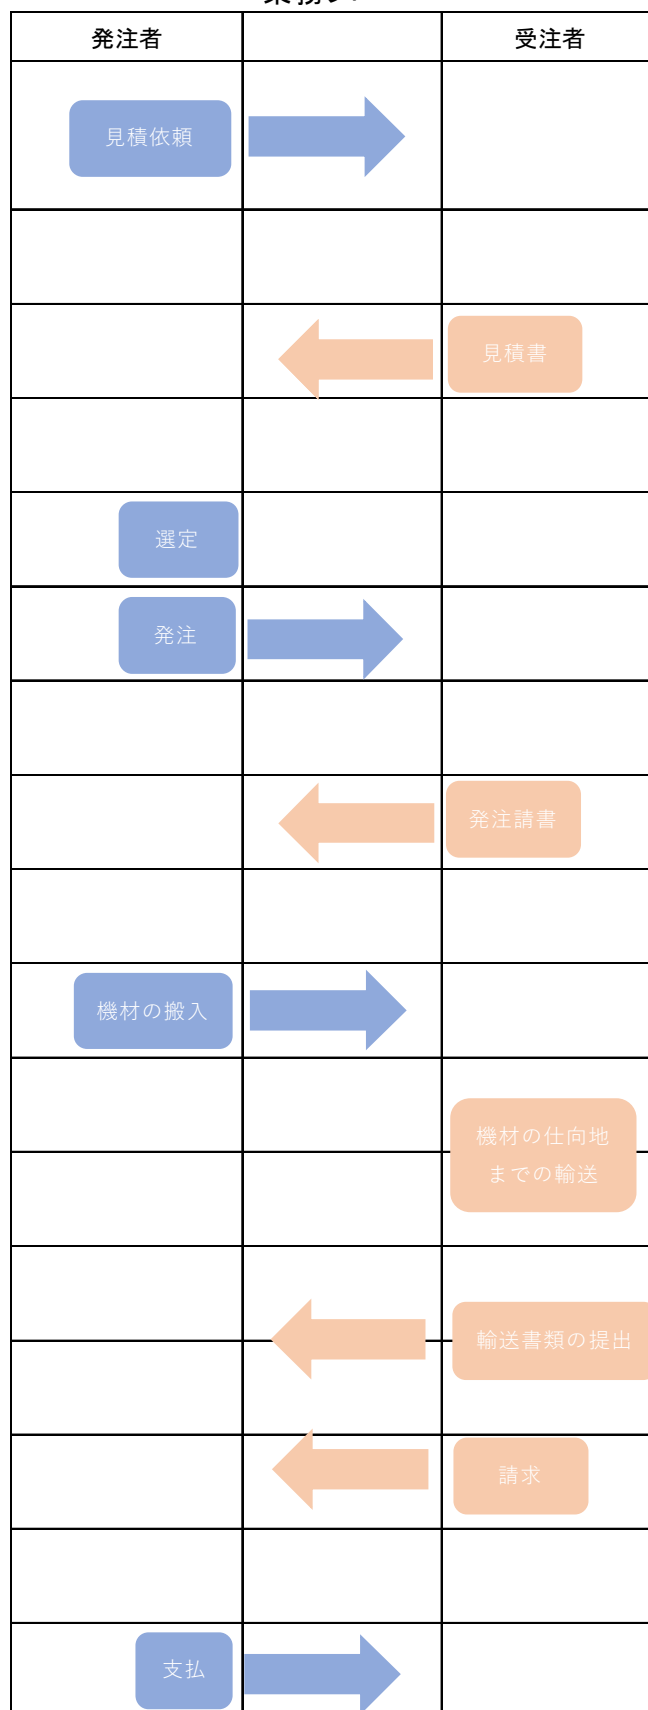 発注者
受注者
見積依頼
見積書
選定
発注
発注請書
機材の搬入
機材の仕向地
までの輸送
輸送書類の提出
請求
支払